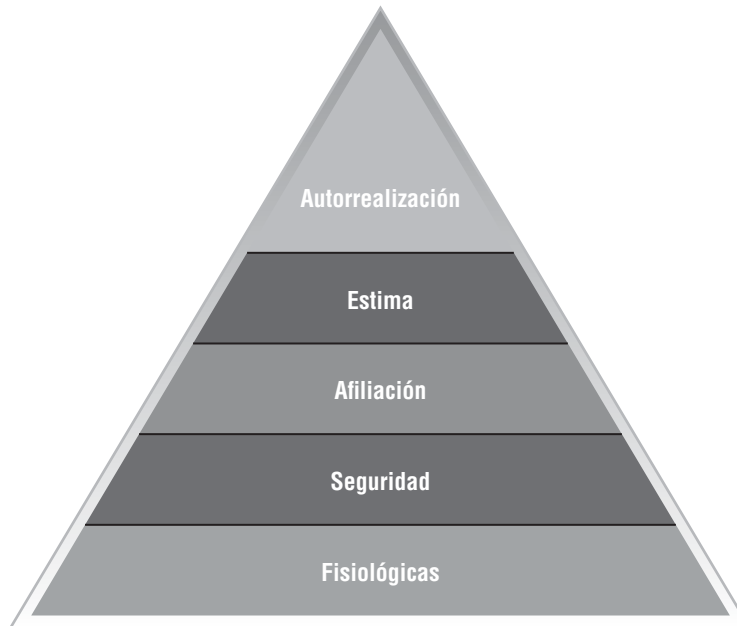 Autorrealización
Estima
Afiliación
Seguridad
Fisiológicas